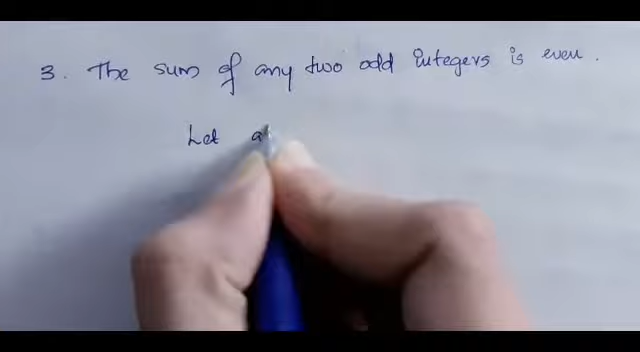 3. The sum of any two odd integers is even.
Let a